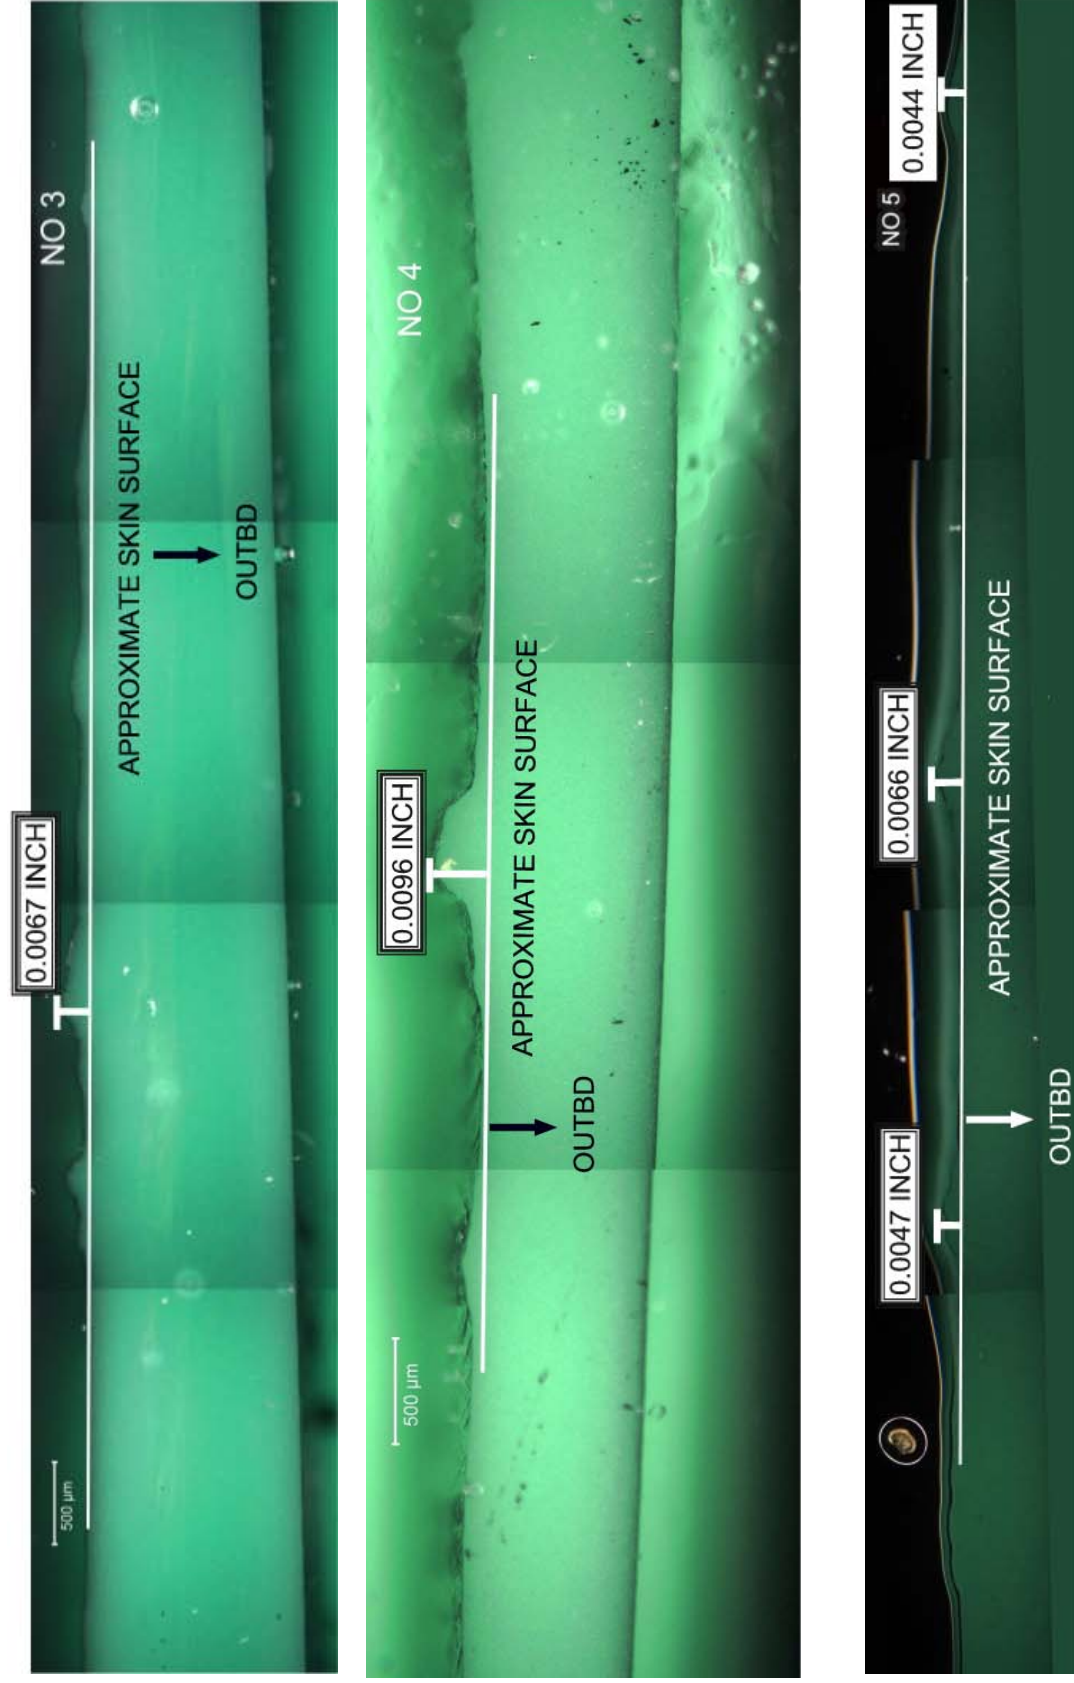 NO 3
0.0067 INCH
APPROXIMATE SKIN SURFACE
OUTBD
500 µm
NO 4
0.0096 INCH
APPROXIMATE SKIN SURFACE
OUTBD
500 µm
NO 5
0.0044 INCH
0.0066 INCH
0.0047 INCH
APPROXIMATE SKIN SURFACE
OUTBD